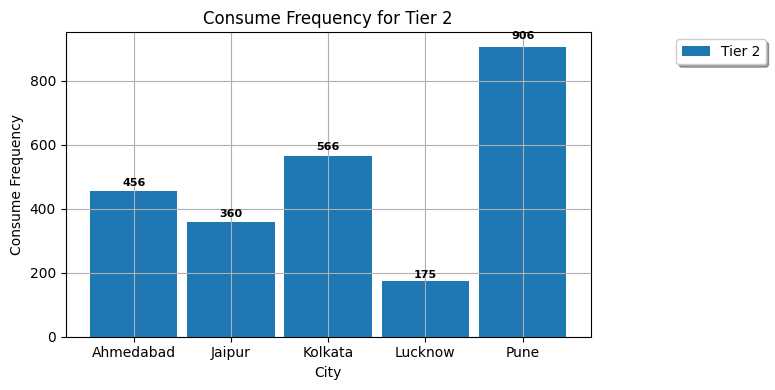 Consume Frequency for Tier 2
Tier 2
Consume Frequency
800
600
400
200
0
456
360
566
175
906
Ahmedabad Jaipur Kolkata Lucknow Pune
City